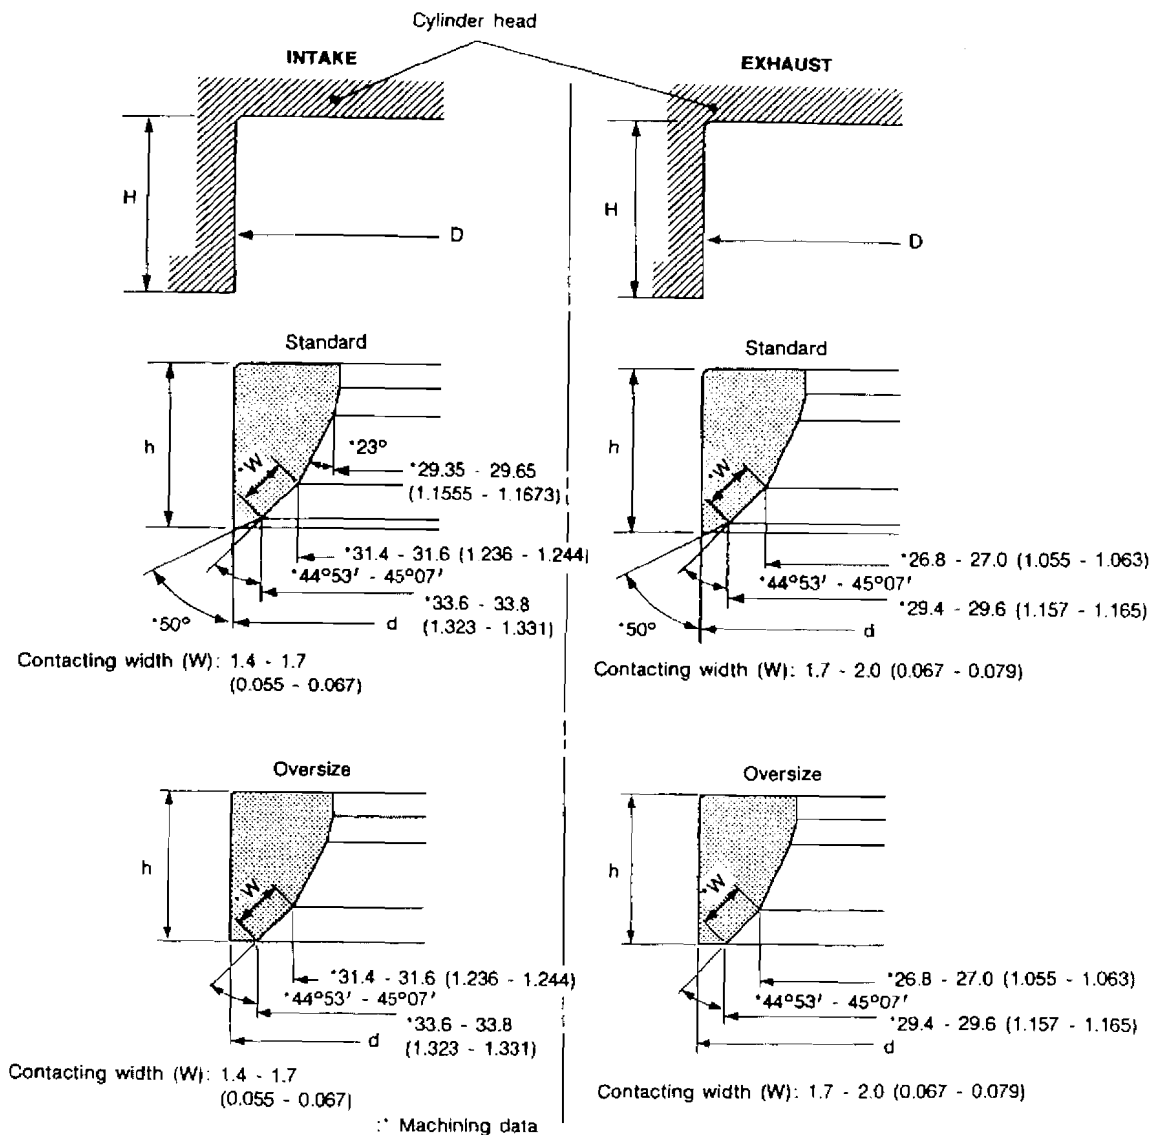 Cylinder head
INTAKE
EXHAUST
H
D
H
D
Standard
h
*W
*23°
*29.35 - 29.65
(1.1555 - 1.1673)
*31.4 - 31.6 (1.236 - 1.244)
*44°53′ - 45°07′
*33.6 - 33.8
(1.323 - 1.331)
*50°
d
Contacting width (W): 1.4 - 1.7
(0.055 - 0.067)
Standard
h
*W
*26.8 - 27.0 (1.055 - 1.063)
*44°53′ - 45°07′
*29.4 - 29.6 (1.157 - 1.165)
*50°
d
Contacting width (W): 1.7 - 2.0 (0.067 - 0.079)
Oversize
h
*W
*31.4 - 31.6 (1.236 - 1.244)
*44°53′ - 45°07′
*33.6 - 33.8
(1.323 - 1.331)
d
Contacting width (W): 1.4 - 1.7
(0.055 - 0.067)
Oversize
h
*W
*26.8 - 27.0 (1.055 - 1.063)
*44°53′ - 45°07′
*29.4 - 29.6 (1.157 - 1.165)
d
Contacting width (W): 1.7 - 2.0 (0.067 - 0.079)
:* Machining data